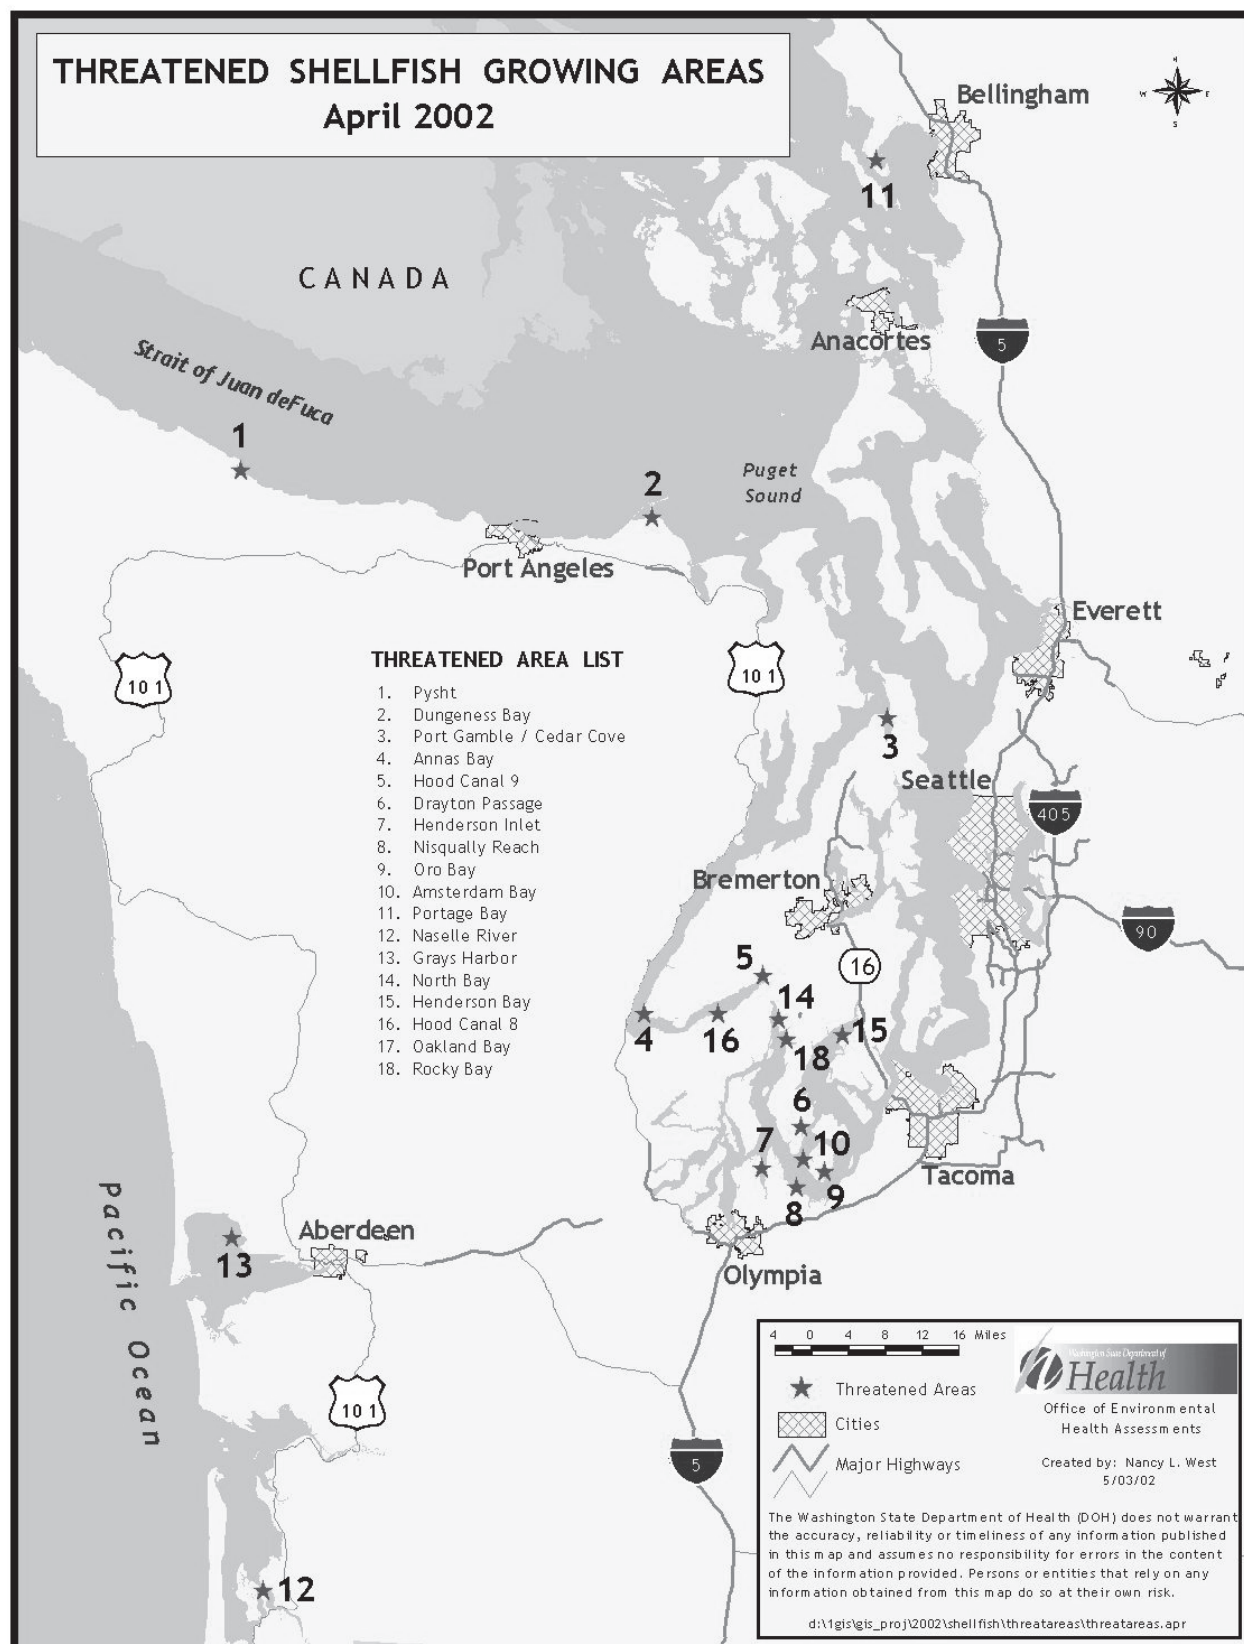 THREATENED SHELLFISH GROWING AREAS
April 2002
N
W E
S
Bellingham
11
CANADA
Anacortes
5
Strait of Juan deFuca
1
2
Puget
Sound
Port Angeles
Everett
101
101
THREATENED AREA LIST
1. Pysht
2. Dungeness Bay
3. Port Gamble / Cedar Cove
4. Annas Bay
5. Hood Canal 9
6. Drayton Passage
7. Henderson Inlet
8. Nisqually Reach
9. Oro Bay
10. Amsterdam Bay
11. Portage Bay
12. Naselle River
13. Grays Harbor
14. North Bay
15. Henderson Bay
16. Hood Canal 8
17. Oakland Bay
18. Rocky Bay
3
Seattle
405
Bremerton
90
5
16
14
4
16
15
18
6
7
10
9
8
Tacoma
Olympia
Pacific Ocean
Aberdeen
13
101
5
12
4 0 4 8 12 16 Miles
Threatened Areas
Cities
Major Highways
Washington State Department of
Health
Office of Environmental
Health Assessments
Created by: Nancy L. West
5/03/02
The Washington State Department of Health (DOH) does not warrant
the accuracy, reliability or timeliness of any information published
in this map and assumes no responsibility for errors in the content
of the information provided. Persons or entities that rely on any
information obtained from this map do so at their own risk.
d:\1gis\gis_proj\2002\shellfish\threatareas\threatareas.apr